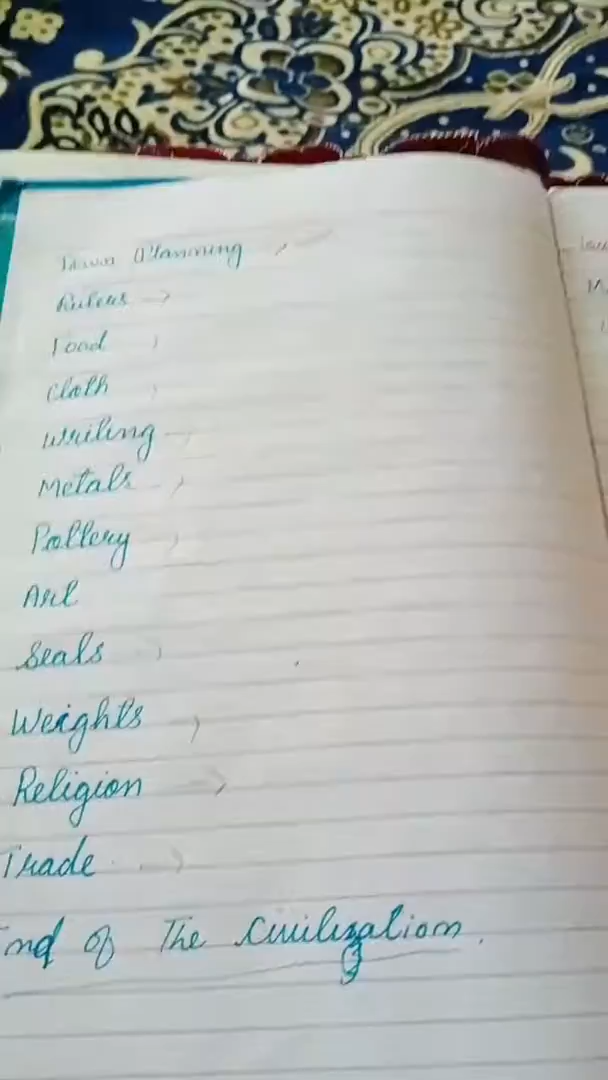 Town Planning →
Rulers →
Food
Cloth
Writing →
Metals →
Pottery
Art
Seals
Weights
Religion →
Trade →
End of The Civilization.